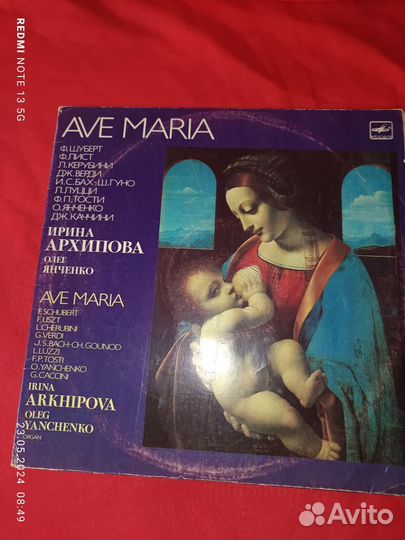 AVE MARIA
Ф. ШУБЕРТ
Ф. ЛИСТ
Л. КЕРУБИНИ
ДЖ. ВЕРДИ
И.С. БАХ-Ш. ГУНО
Л. ЛУЦЦИ
Ф. П. ТОСТИ
О. ЯНЧЕНКО
ДЖ. КАЧЧИНИ
ИРИНА
АРХИПОВА
ОЛЕГ
ЯНЧЕНКО
AVE MARIA
F. SCHUBERT
F. LISZT
L. CHERUBINI
G. VERDI
J. S. BACH-CH. GOUNOD
L. LUZZI
F. P. TOSTI
O. YANCHENKO
G. CACCINI
IRINA
ARKHIPOVA
OLEG
YANCHENKO
ORGAN
REDMI NOTE 13 5G
23.05.2024 08:49
Avito